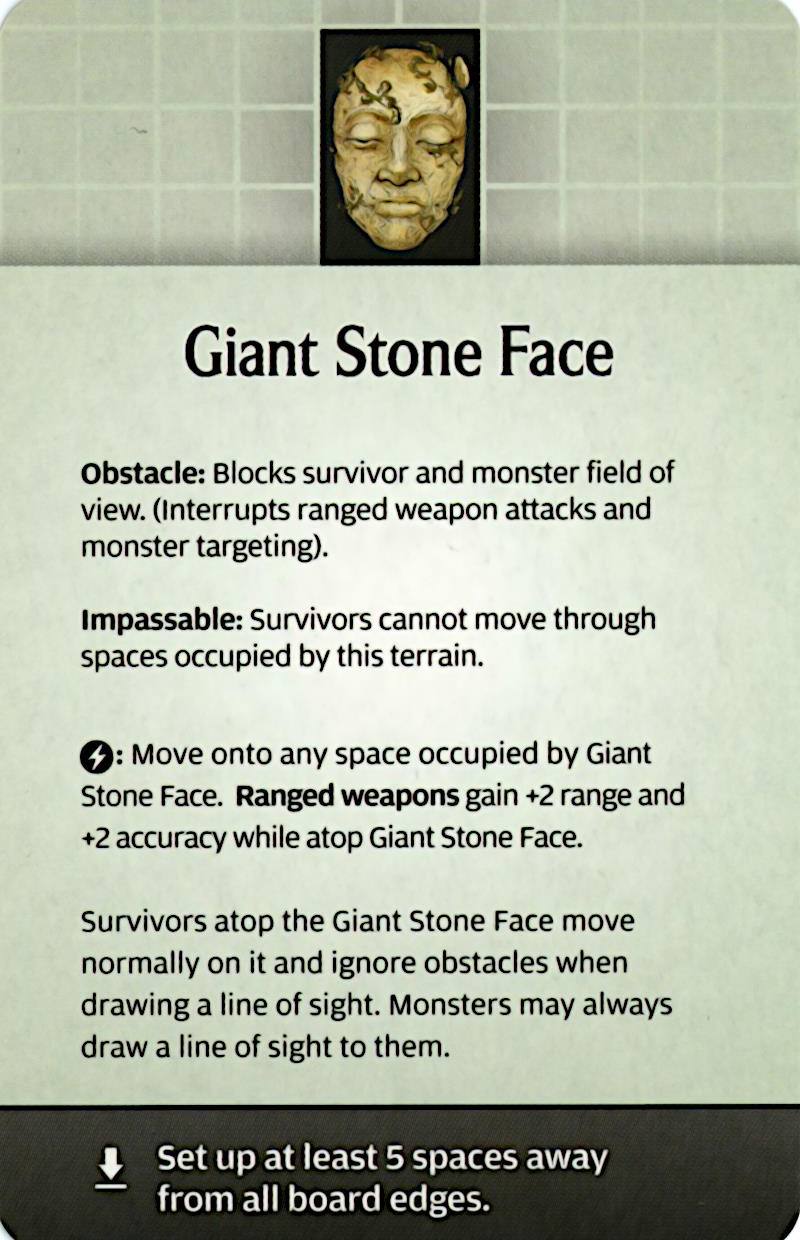 Giant Stone Face
Obstacle: Blocks survivor and monster field of
view. (Interrupts ranged weapon attacks and
monster targeting).
Impassable: Survivors cannot move through
spaces occupied by this terrain.
: Move onto any space occupied by Giant
Stone Face. Ranged weapons gain +2 range and
+2 accuracy while atop Giant Stone Face.
Survivors atop the Giant Stone Face move
normally on it and ignore obstacles when
drawing a line of sight. Monsters may always
draw a line of sight to them.
Set up at least 5 spaces away
from all board edges.